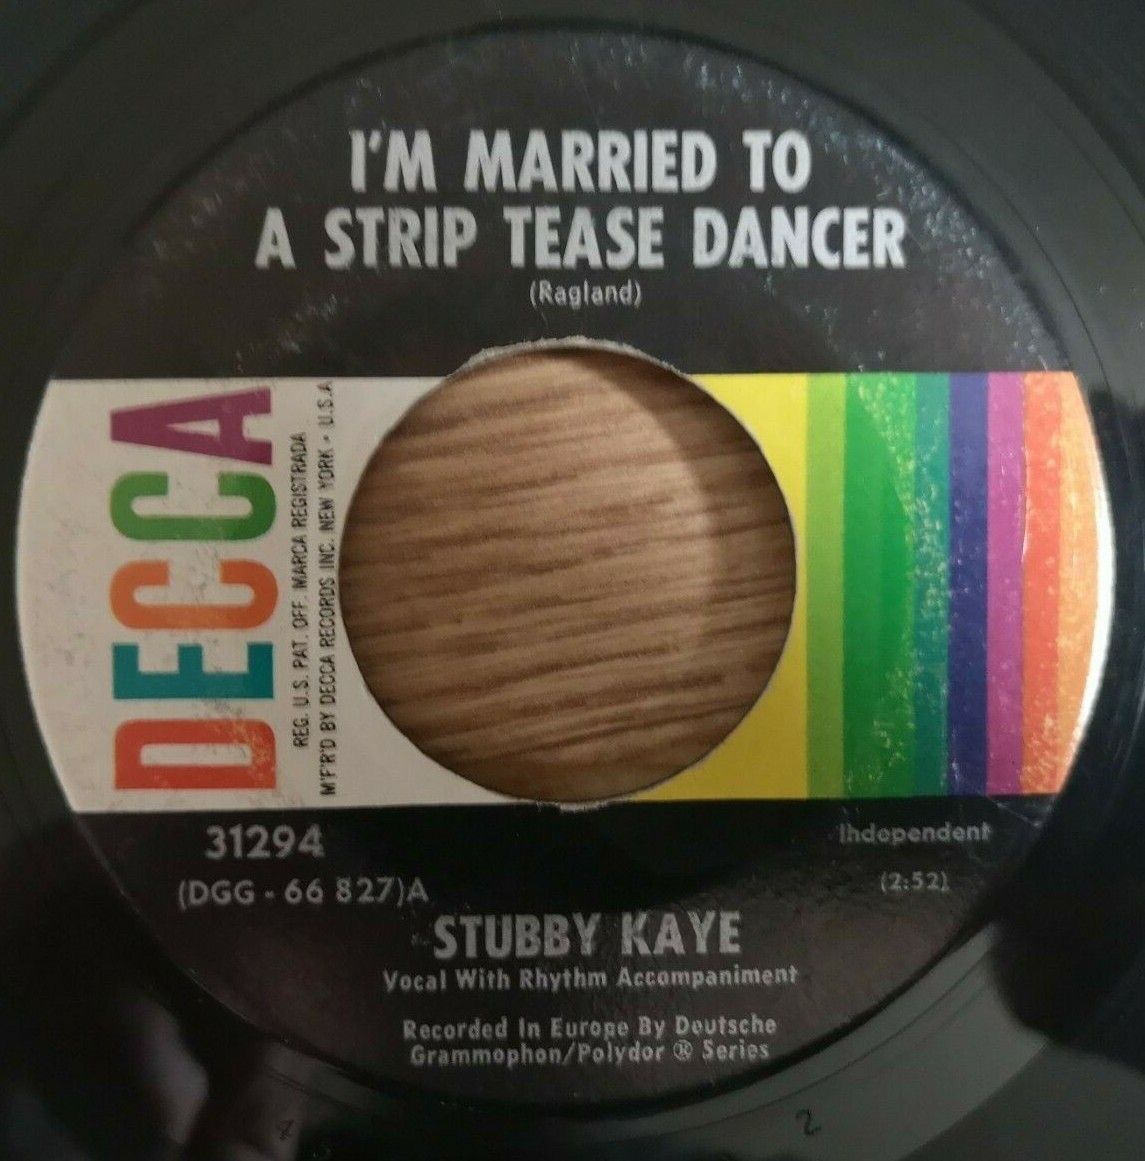 I'M MARRIED TO
A STRIP TEASE DANCER
(Ragland)
DECCA
REG. U.S. PAT. OFF. MARCA REGISTRADA
M'F'R'D BY DECCA RECORDS INC. NEW YORK • U.S.A
31294
(DGG - 66 827)A
Independent
(2:52)
STUBBY KAYE
Vocal With Rhythm Accompaniment
Recorded In Europe By Deutsche
Grammophon/Polydor ® Series
2